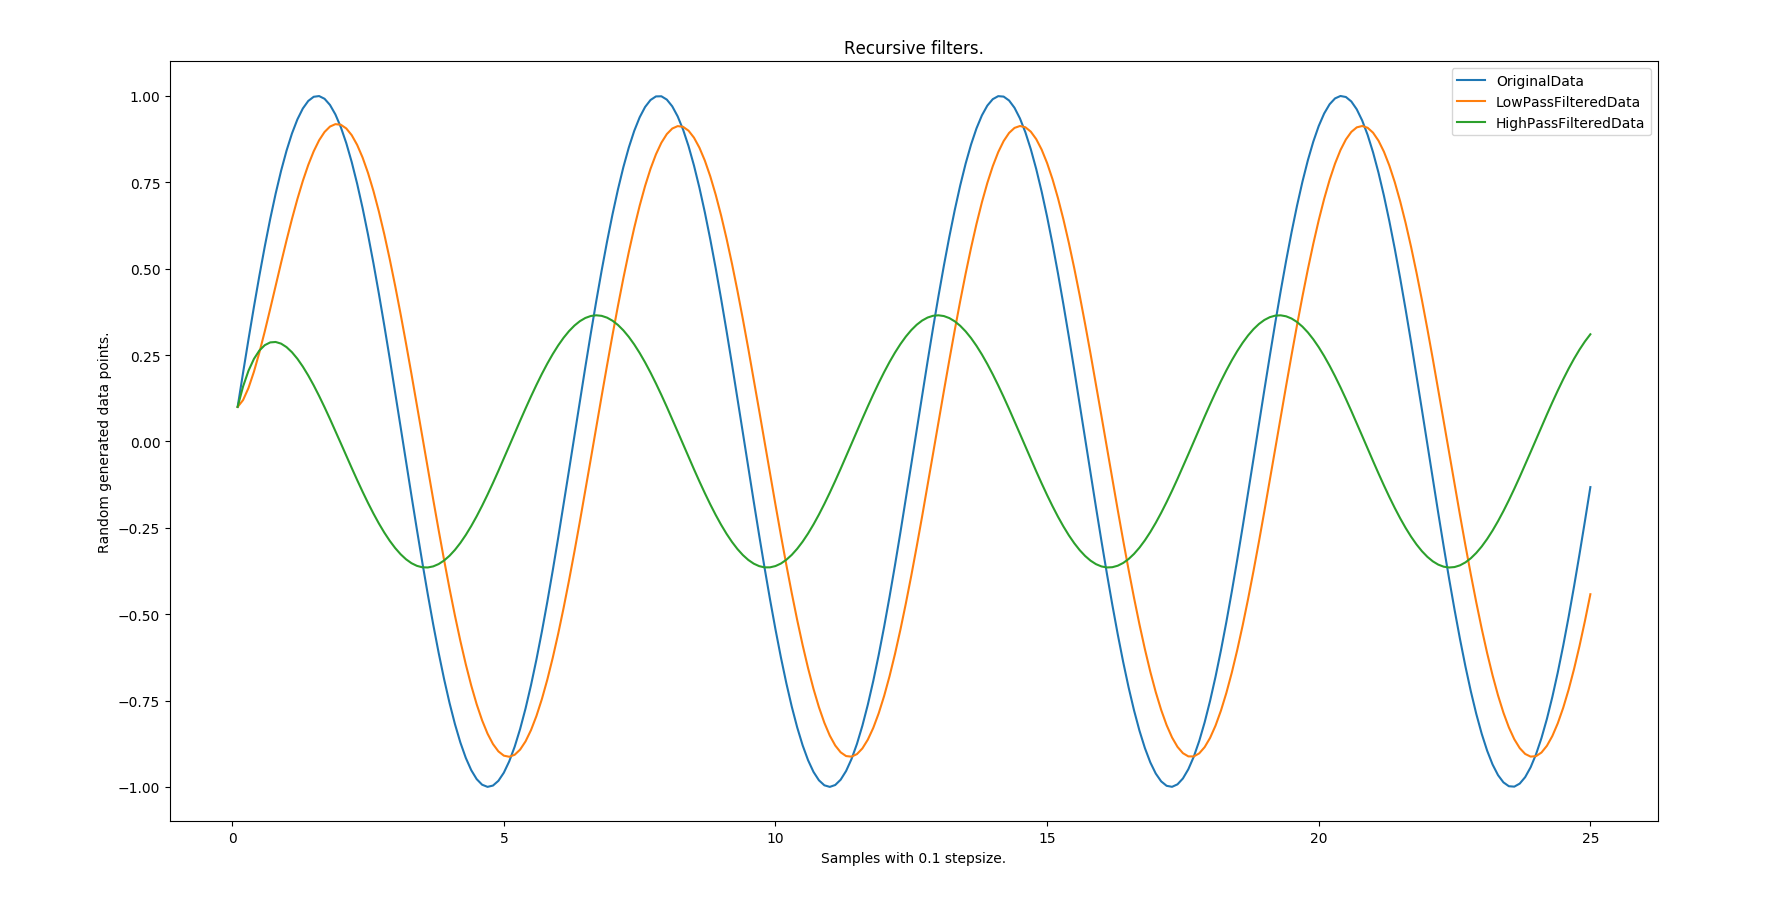 Recursive filters.
OriginalData
LowPassFilteredData
HighPassFilteredData
1.00
0.75
0.50
0.25
0.00
−0.25
−0.50
−0.75
−1.00
Random generated data points.
0 5 10 15 20 25
Samples with 0.1 stepsize.